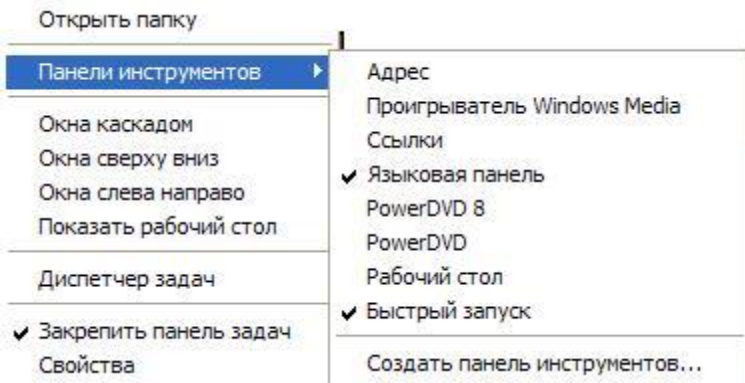 Открыть папку
Панели инструментов
Окна каскадом
Окна сверху вниз
Окна слева направо
Показать рабочий стол
Диспетчер задач
Закрепить панель задач
Свойства
Адрес
Проигрыватель Windows Media
Ссылки
Языковая панель
PowerDVD 8
PowerDVD
Рабочий стол
Быстрый запуск
Создать панель инструментов...